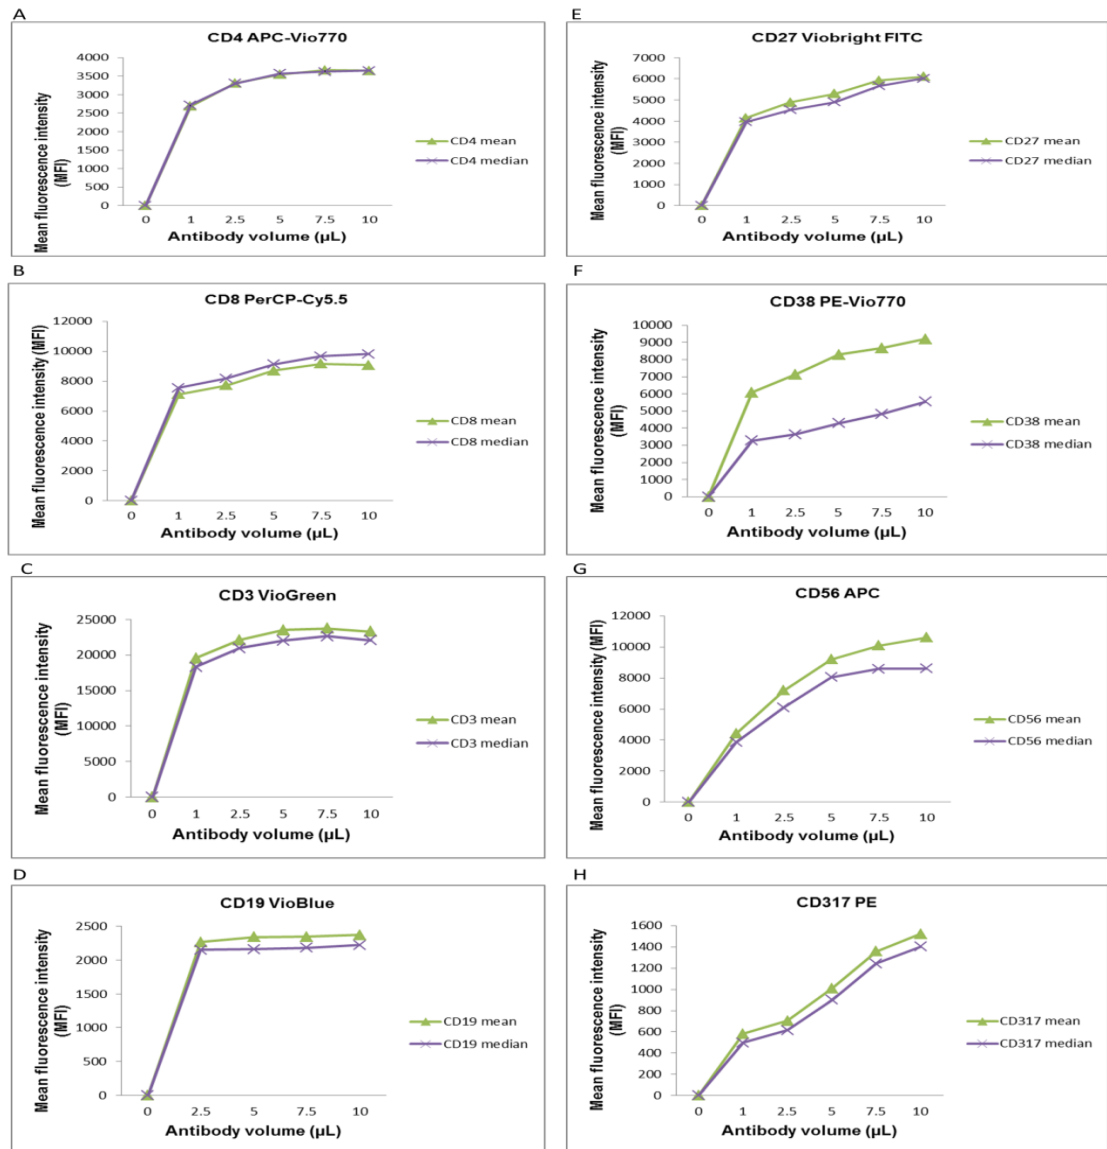 A
CD4 APC-Vio770
Mean fluorescence intensity
(MFI)
4000
3500
3000
2500
2000
1500
1000
500
0
0 1 2.5 5 7.5 10
Antibody volume (µL)
CD4 mean
CD4 median
B
CD8 PerCP-Cy5.5
Mean fluorescence intensity (MFI)
12000
10000
8000
6000
4000
2000
0
0 1 2.5 5 7.5 10
Antibody volume (µL)
CD8 mean
CD8 median
C
CD3 VioGreen
Mean fluorescence intensity
(MFI)
25000
20000
15000
10000
5000
0
0 1 2.5 5 7.5 10
Antibody volume (µL)
CD3 mean
CD3 median
D
CD19 VioBlue
Mean fluorescence intensity
(MFI)
2500
2000
1500
1000
500
0
0 2.5 5 7.5 10
Antibody volume (µL)
CD19 mean
CD19 median
E
CD27 Viobright FITC
Mean fluorescence intensity
(MFI)
7000
6000
5000
4000
3000
2000
1000
0
0 1 2.5 5 7.5 10
Antibody volume (µL)
CD27 mean
CD27 median
F
CD38 PE-Vio770
Mean fluorescence intensity
(MFI)
10000
9000
8000
7000
6000
5000
4000
3000
2000
1000
0
0 1 2.5 5 7.5 10
Antibody volume (µL)
CD38 mean
CD38 median
G
CD56 APC
Mean fluorescence intensity (MFI)
12000
10000
8000
6000
4000
2000
0
0 1 2.5 5 7.5 10
Antibody volume (µL)
CD56 mean
CD56 median
H
CD317 PE
Mean fluorescence intensity
(MFI)
1600
1400
1200
1000
800
600
400
200
0
0 1 2.5 5 7.5 10
Antibody volume (µL)
CD317 mean
CD317 median